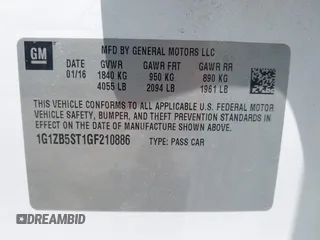 GM
MFD BY GENERAL MOTORS LLC
DATE GVWR GAWR FRT GAWR RR
01/16 1840 KG 950 KG 890 KG
4055 LB 2094 LB 1961 LB
THIS VEHICLE CONFORMS TO ALL APPLICABLE U.S. FEDERAL MOTOR
VEHICLE SAFETY, BUMPER, AND THEFT PREVENTION STANDARDS
IN EFFECT ON THE DATE OF MANUFACTURE SHOWN ABOVE.
1G1ZB5ST1GF210886 TYPE: PASS CAR
BIDCARS